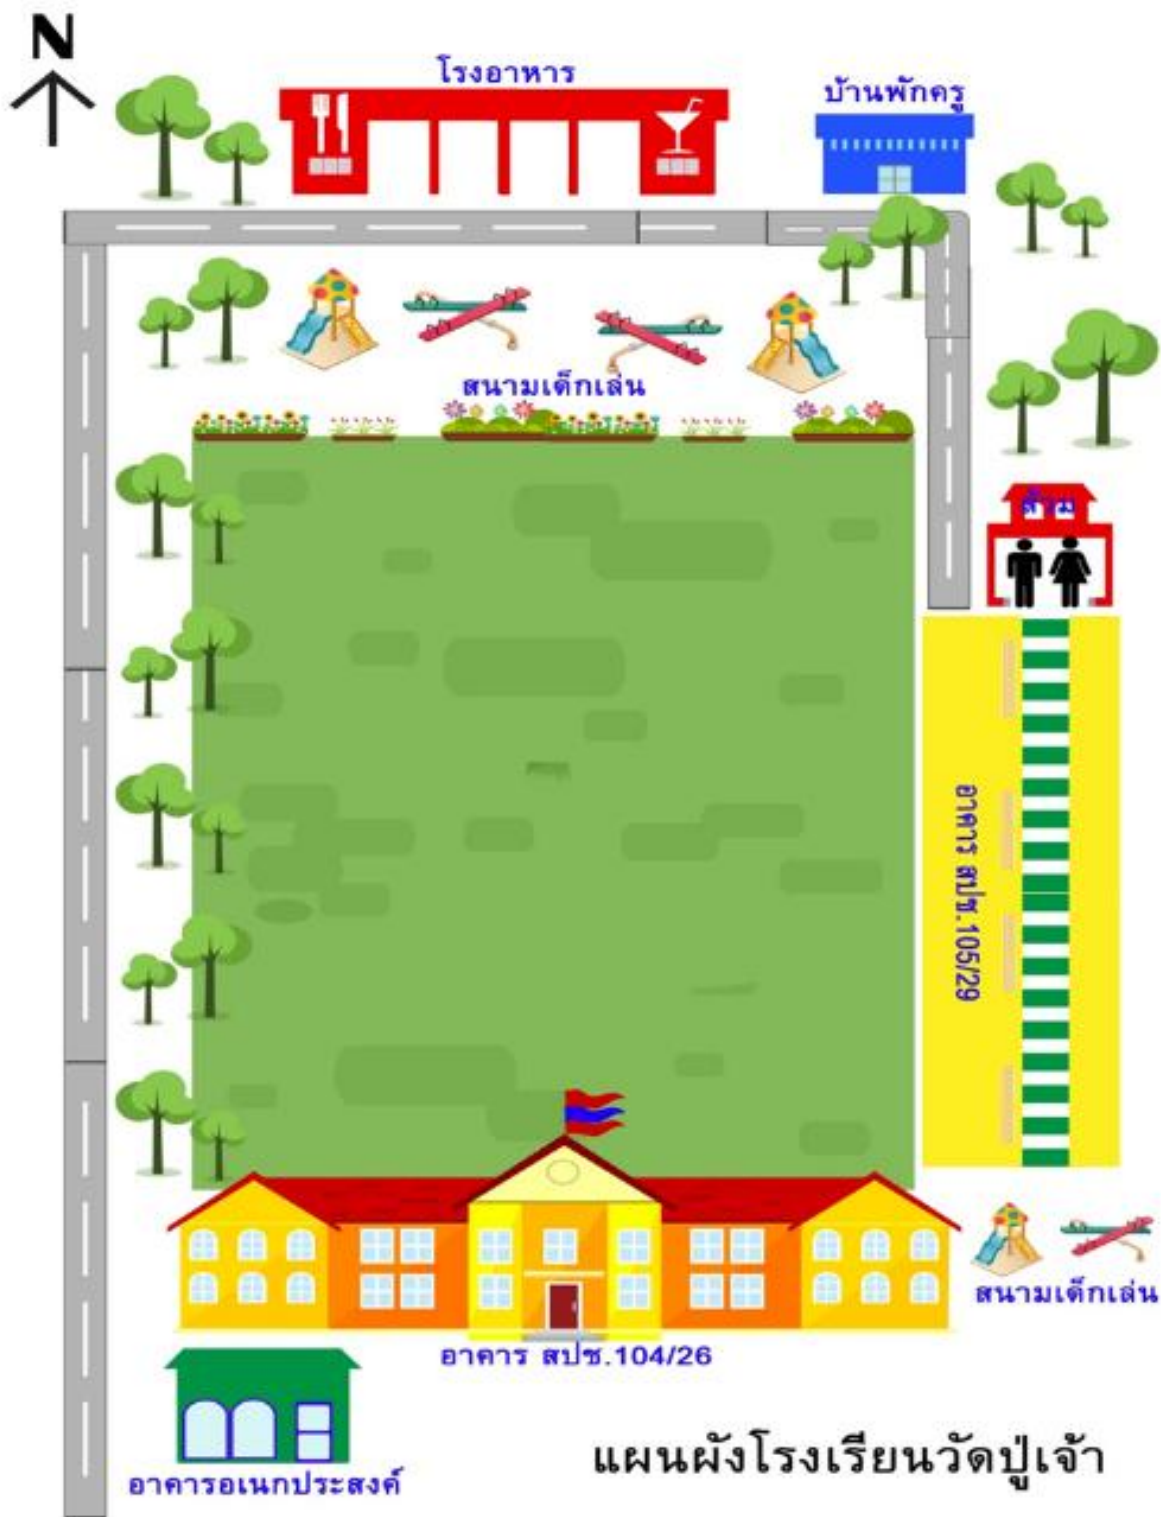 N
โรงอาหาร
บ้านพักครู
สนามเด็กเล่น
ส้วม
อาคาร สปช.105/29
สนามเด็กเล่น
อาคาร สปช.104/26
อาคารอเนกประสงค์
แผนผังโรงเรียนวัดปู่เจ้า